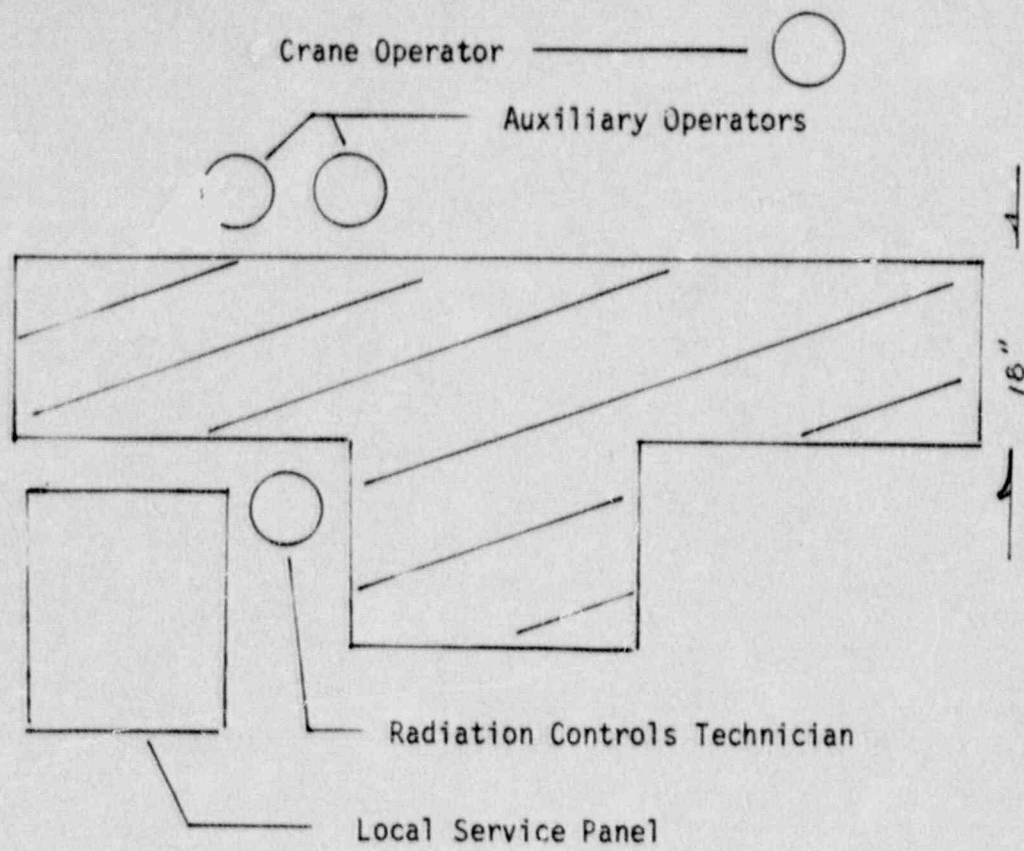 Crane Operator
Auxiliary Operators
18"
Radiation Controls Technician
Local Service Panel